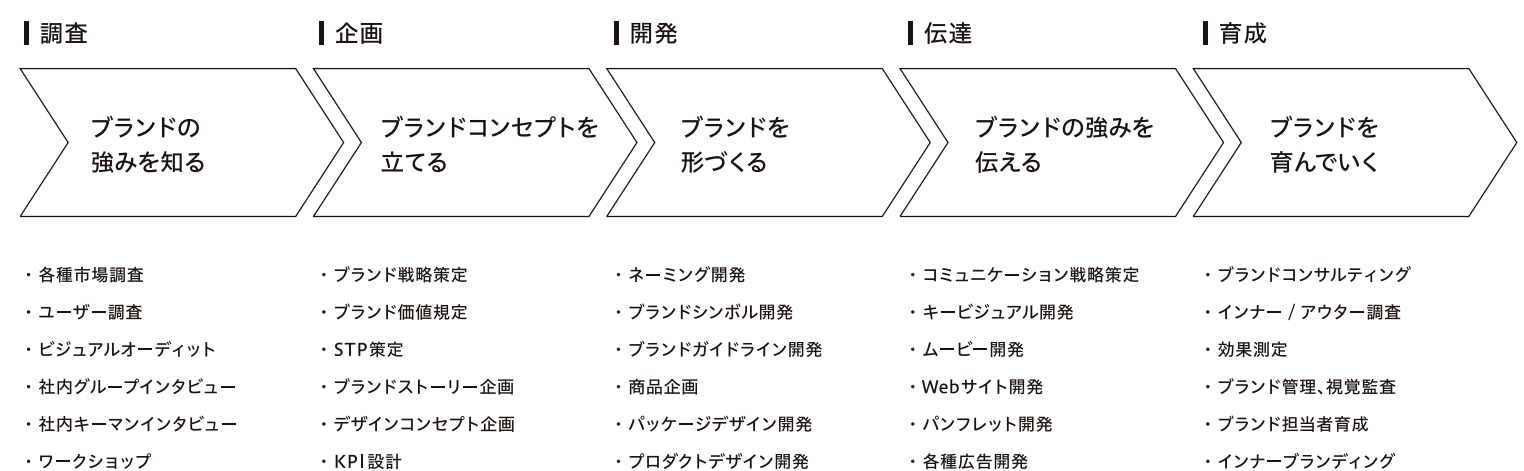 調査
ブランドの
強みを知る
・各種市場調査
・ユーザー調査
・ビジュアルオーディット
・社内グループインタビュー
・社内キーマンインタビュー
・ワークショップ
企画
ブランドコンセプトを
立てる
・ブランド戦略策定
・ブランド価値規定
・STP策定
・ブランドストーリー企画
・デザインコンセプト企画
・KPI設計
開発
ブランドを
形づくる
・ネーミング開発
・ブランドシンボル開発
・ブランドガイドライン開発
・商品企画
・パッケージデザイン開発
・プロダクトデザイン開発
伝達
ブランドの強みを
伝える
・コミュニケーション戦略策定
・キービジュアル開発
・ムービー開発
・Webサイト開発
・パンフレット開発
・各種広告開発
育成
ブランドを
育んでいく
・ブランドコンサルティング
・インナー / アウター調査
・効果測定
・ブランド管理、視覚監査
・ブランド担当者育成
・インナーブランディング